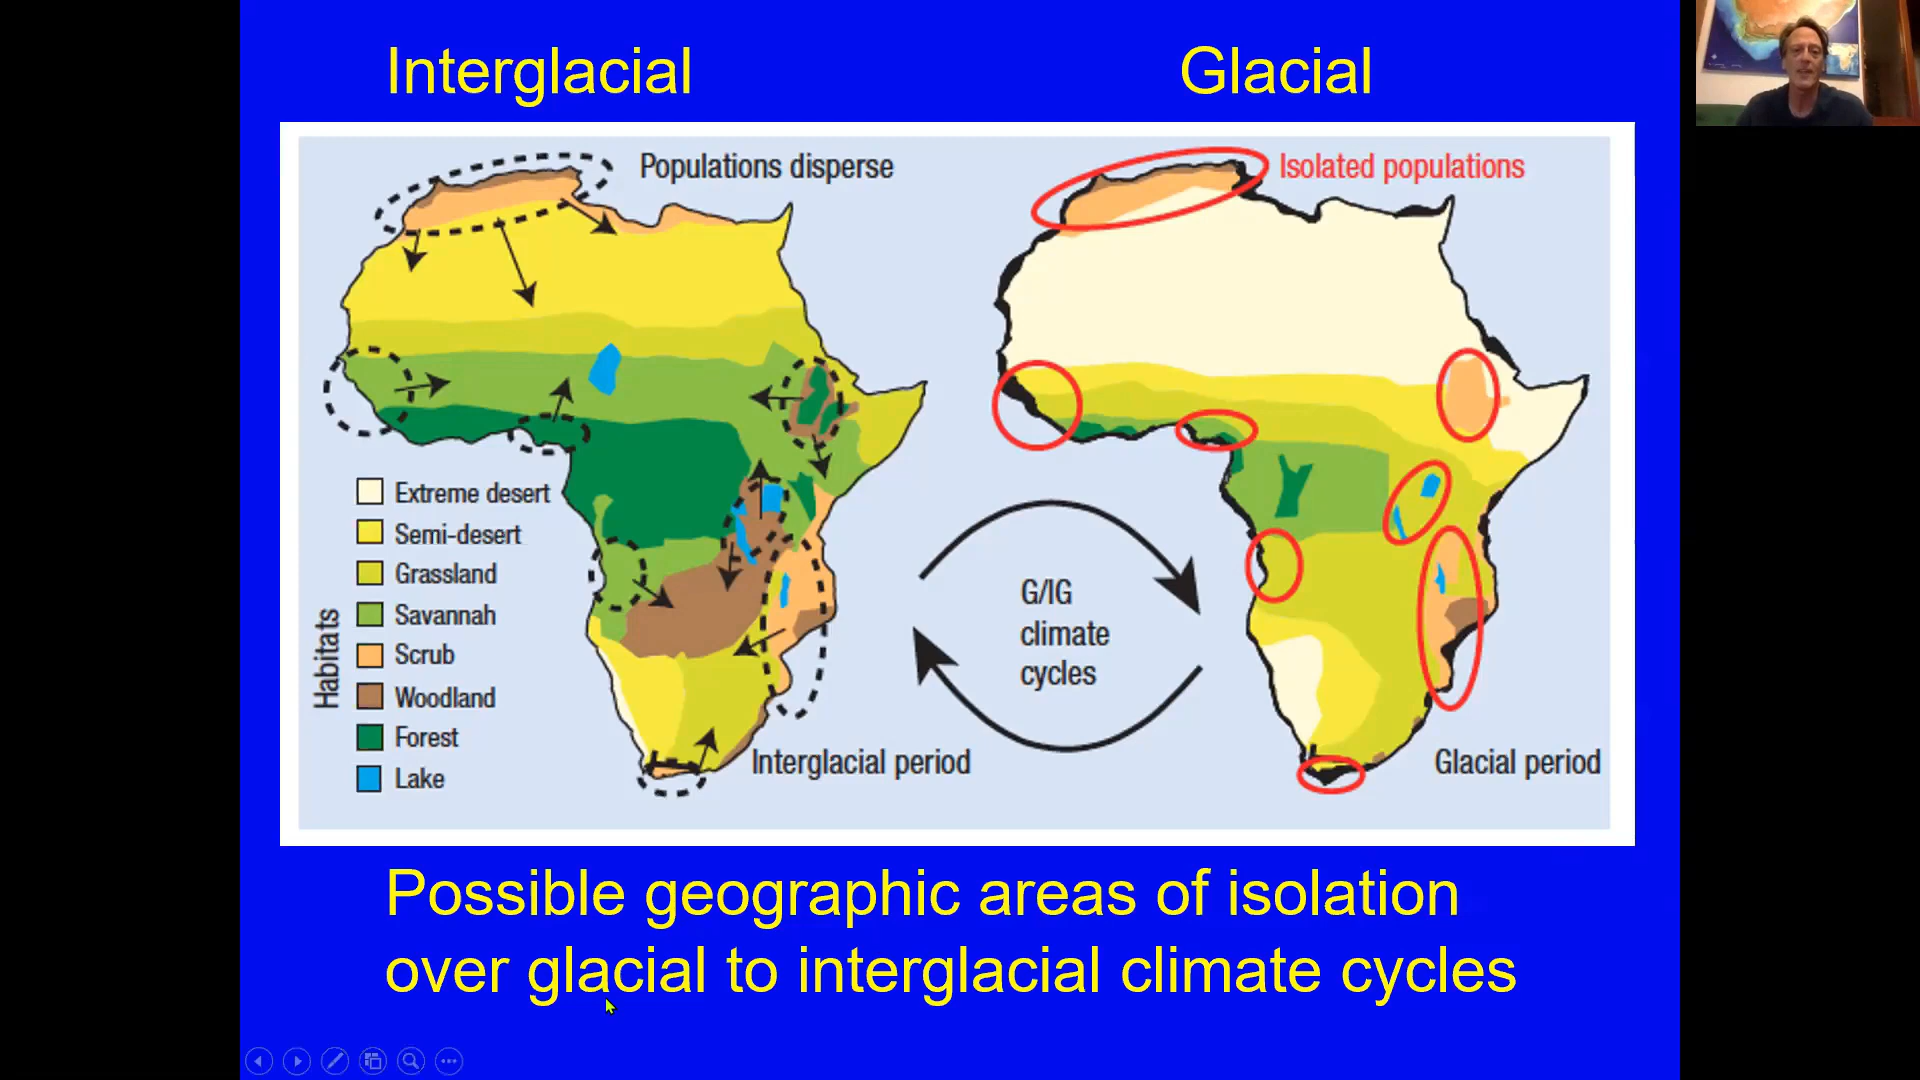 Interglacial
Glacial
Populations disperse
Isolated populations
Extreme desert
Semi-desert
Grassland
Savannah
Scrub
Woodland
Forest
Lake
Habitats
G/IG
climate
cycles
Interglacial period
Glacial period
Possible geographic areas of isolation
over glacial to interglacial climate cycles